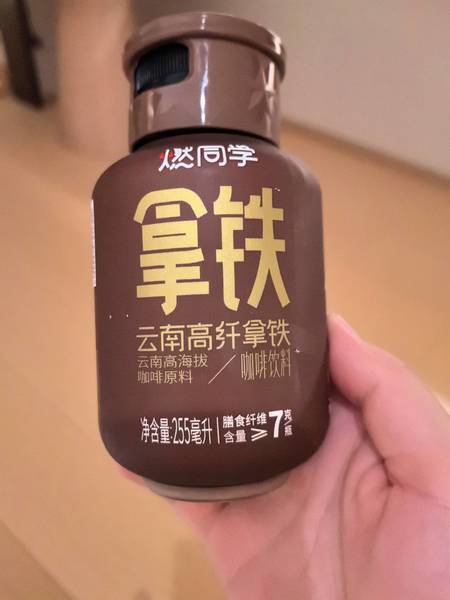 燃同学
拿铁
云南高纤拿铁
云南高海拔
咖啡原料
咖啡饮料
净含量:255毫升
膳食纤维
含量≥7克/瓶